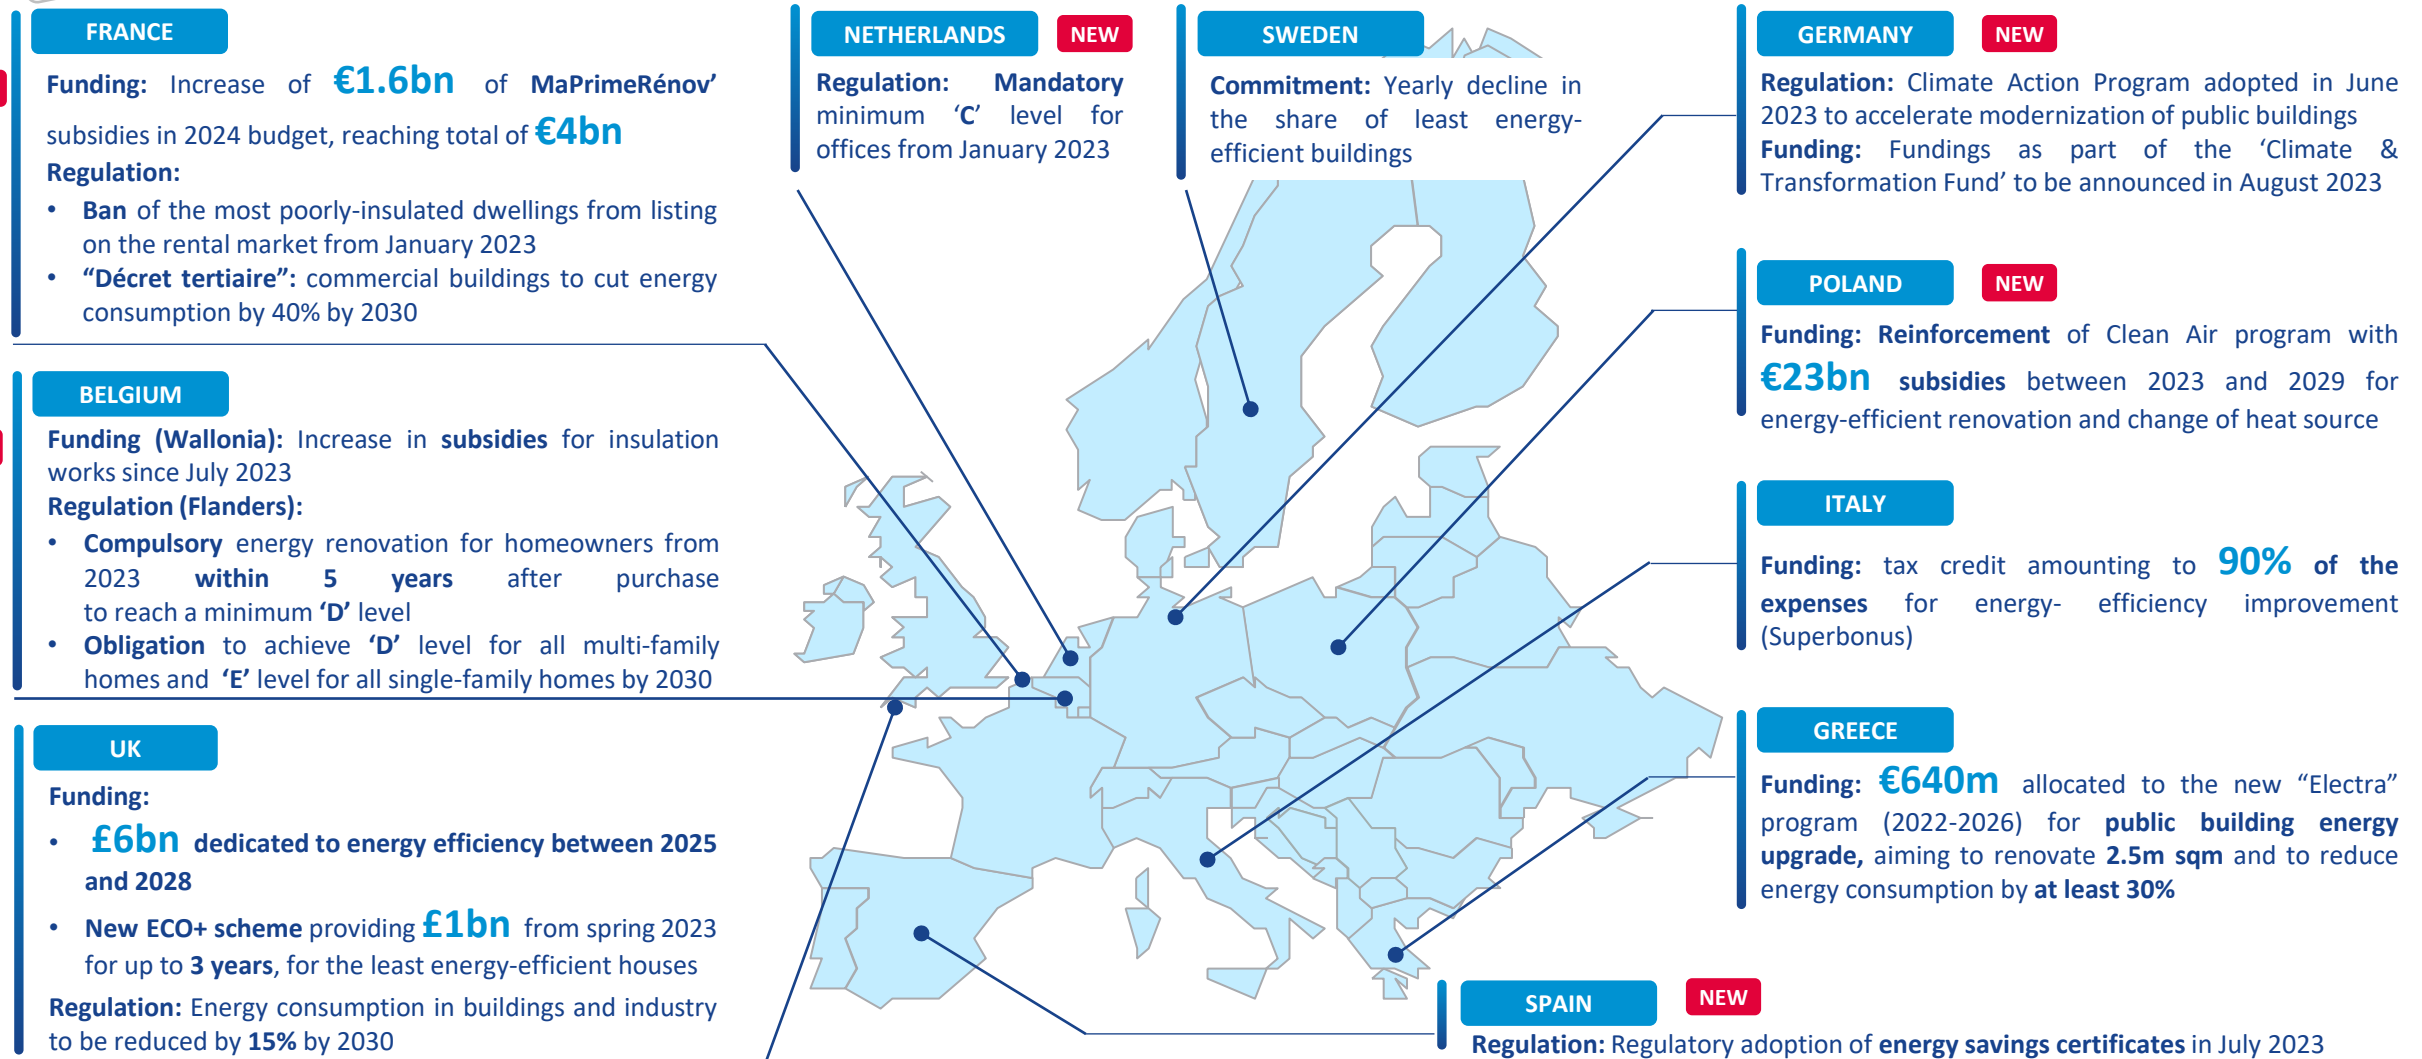 FRANCE
Funding: Increase of €1.6bn of MaPrimeRénov’
subsidies in 2024 budget, reaching total of €4bn
Regulation:
• Ban of the most poorly-insulated dwellings from listing
on the rental market from January 2023
• “Décret tertiaire”: commercial buildings to cut energy
consumption by 40% by 2030
BELGIUM
Funding (Wallonia): Increase in subsidies for insulation
works since July 2023
Regulation (Flanders):
• Compulsory energy renovation for homeowners from
2023 within 5 years after purchase
to reach a minimum ‘D’ level
• Obligation to achieve ‘D’ level for all multi-family
homes and ‘E’ level for all single-family homes by 2030
UK
Funding:
• £6bn dedicated to energy efficiency between 2025
and 2028
• New ECO+ scheme providing £1bn from spring 2023
for up to 3 years, for the least energy-efficient houses
Regulation: Energy consumption in buildings and industry
to be reduced by 15% by 2030
NETHERLANDS NEW
Regulation: Mandatory
minimum ‘C’ level for
offices from January 2023
SWEDEN
Commitment: Yearly decline in
the share of least energy-
efficient buildings
GERMANY NEW
Regulation: Climate Action Program adopted in June
2023 to accelerate modernization of public buildings
Funding: Fundings as part of the ‘Climate &
Transformation Fund’ to be announced in August 2023
POLAND NEW
Funding: Reinforcement of Clean Air program with
€23bn subsidies between 2023 and 2029 for
energy-efficient renovation and change of heat source
ITALY
Funding: tax credit amounting to 90% of the
expenses for energy- efficiency improvement
(Superbonus)
GREECE
Funding: €640m allocated to the new “Electra”
program (2022-2026) for public building energy
upgrade, aiming to renovate 2.5m sqm and to reduce
energy consumption by at least 30%
SPAIN NEW
Regulation: Regulatory adoption of energy savings certificates in July 2023